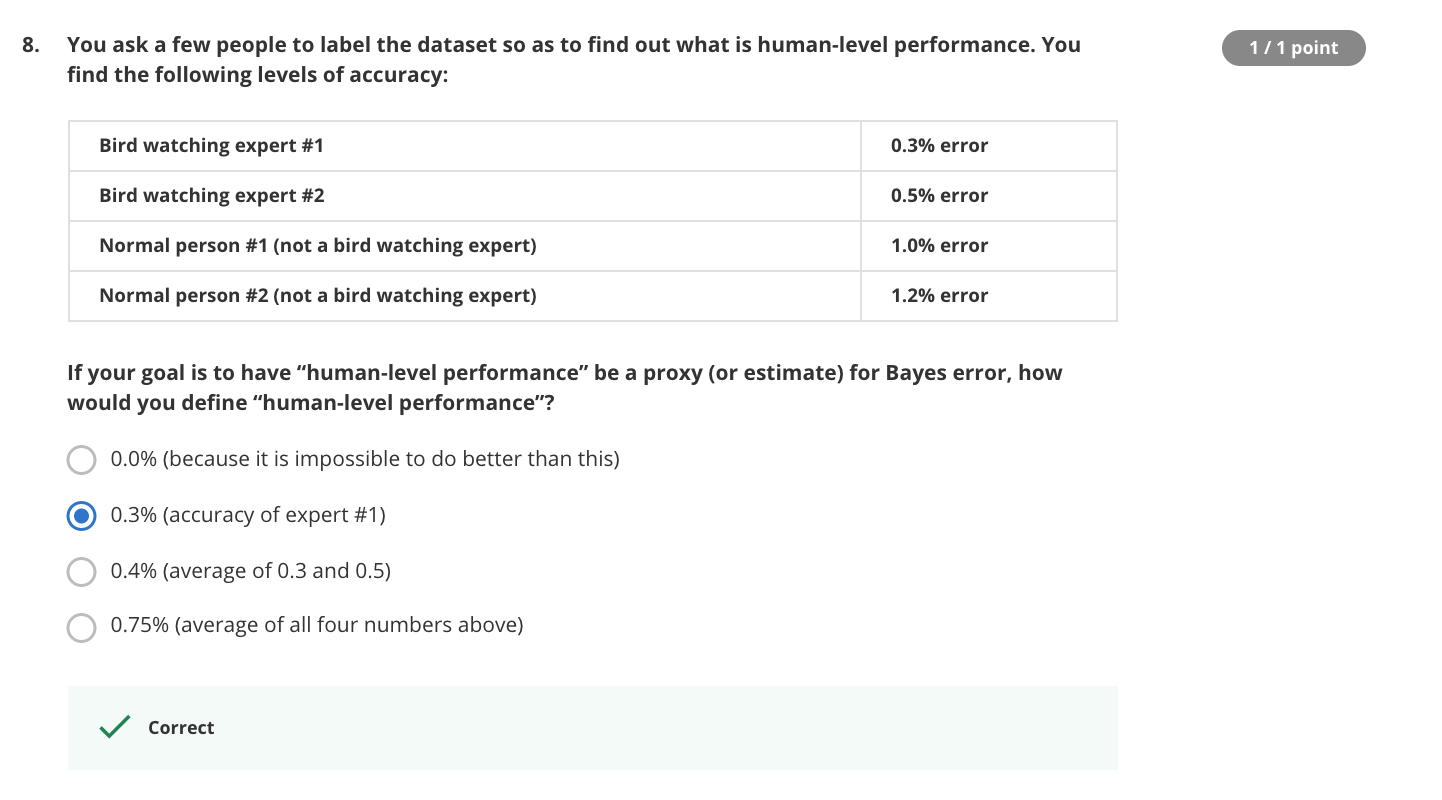 8. You ask a few people to label the dataset so as to find out what is human-level performance. You
find the following levels of accuracy:
1 / 1 point
Bird watching expert #1 0.3% error
Bird watching expert #2 0.5% error
Normal person #1 (not a bird watching expert) 1.0% error
Normal person #2 (not a bird watching expert) 1.2% error
If your goal is to have “human-level performance” be a proxy (or estimate) for Bayes error, how
would you define “human-level performance”?
0.0% (because it is impossible to do better than this)
0.3% (accuracy of expert #1)
0.4% (average of 0.3 and 0.5)
0.75% (average of all four numbers above)
Correct